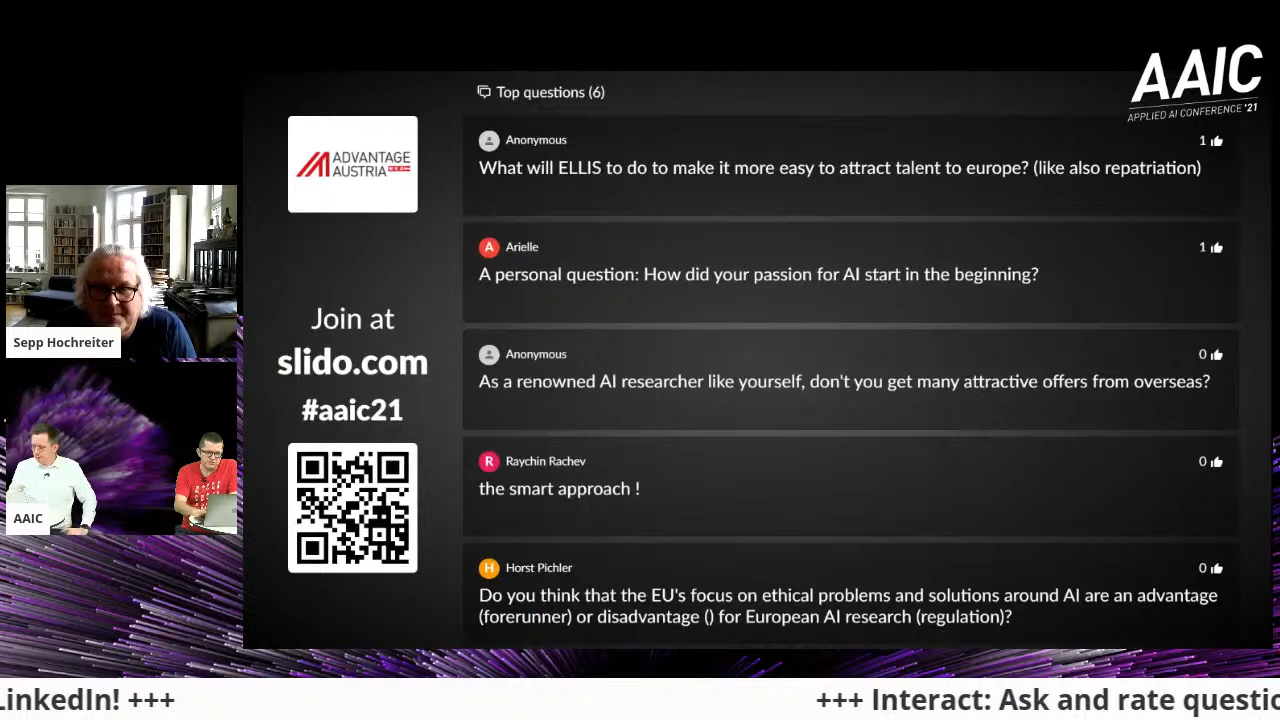 AAIC
APPLIED AI CONFERENCE '21
Top questions (6)
ADVANTAGE
AUSTRIA
Join at
slido.com
#aaic21
Anonymous
1
What will ELLIS to do to make it more easy to attract talent to europe? (like also repatriation)
A
Arielle
1
A personal question: How did your passion for AI start in the beginning?
Anonymous
0
As a renowned AI researcher like yourself, don't you get many attractive offers from overseas?
R
Raychin Rachev
0
the smart approach !
H
Horst Pichler
0
Do you think that the EU's focus on ethical problems and solutions around AI are an advantage
(forerunner) or disadvantage () for European AI research (regulation)?
Sepp Hochreiter
AAIC
LinkedIn! +++
+++ Interact: Ask and rate questio